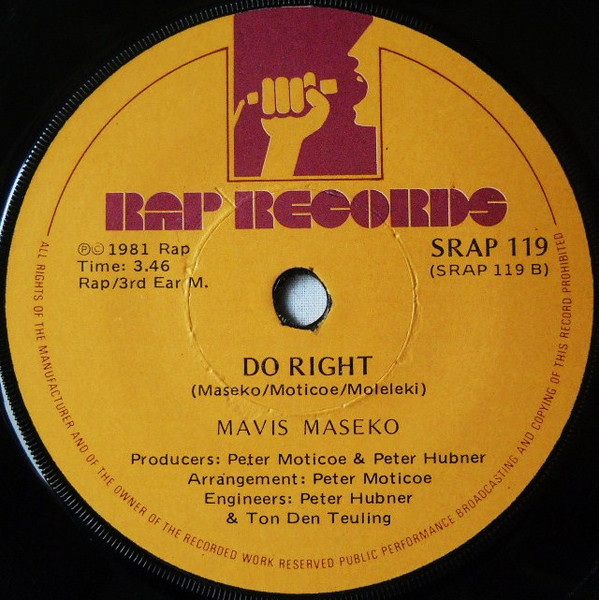 RAP RECORDS
℗© 1981 Rap
Time: 3.46
Rap/3rd Ear M.
SRAP 119
(SRAP 119 B)
DO RIGHT
(Maseko/Moticoe/Moleleki)
MAVIS MASEKO
Producers: Peter Moticoe & Peter Hubner
Arrangement: Peter Moticoe
Engineers: Peter Hubner
& Ton Den Teuling
ALL RIGHTS OF THE MANUFACTURER AND OF THE OWNER OF THE RECORDED WORK RESERVED PUBLIC PERFORMANCE BROADCASTING AND COPYING OF THIS RECORD PROHIBITED